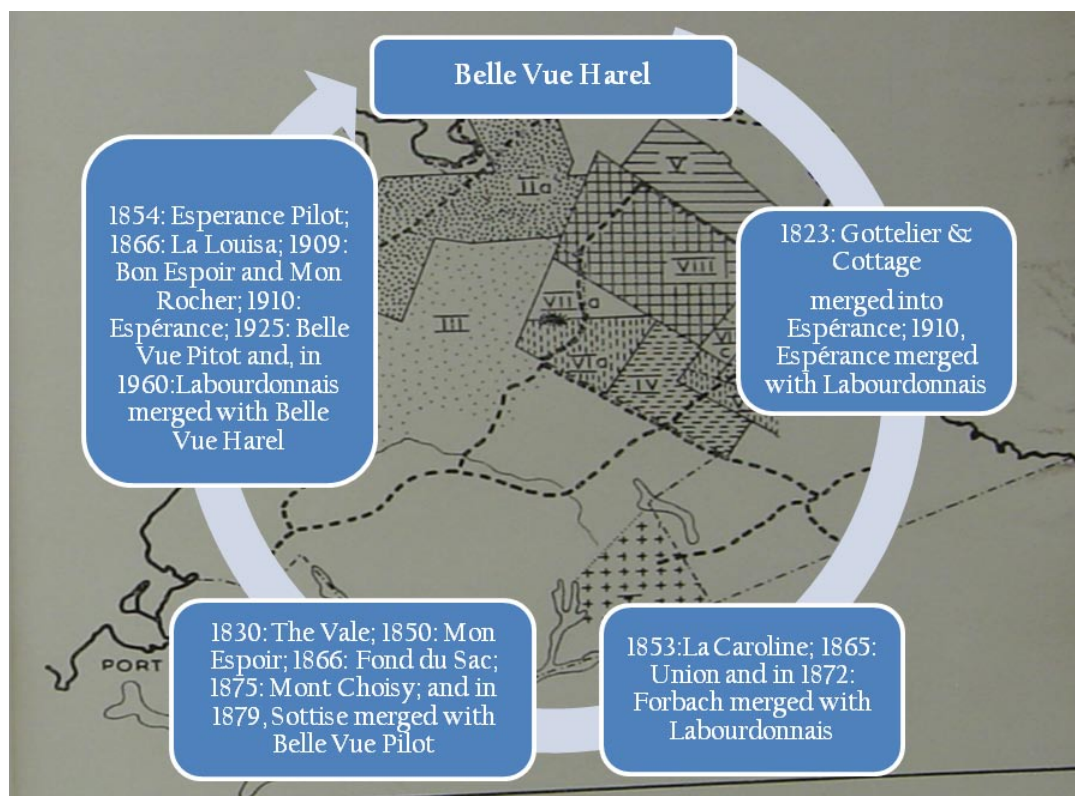 Belle Vue Harel
1823: Gottelier &
Cottage
merged into
Espérance; 1910,
Espérance merged
with Labourdonnais
1853:La Caroline; 1865:
Union and in 1872:
Forbach merged with
Labourdonnais
1830: The Vale; 1850: Mon
Espoir; 1866: Fond du Sac;
1875: Mont Choisy; and in
1879, Sottise merged with
Belle Vue Pilot
1854: Esperance Pilot;
1866: La Louisa; 1909:
Bon Espoir and Mon
Rocher; 1910:
Espérance; 1925: Belle
Vue Pitot and, in
1960:Labourdonnais
merged with Belle
Vue Harel
IIa
V
VIII
III
VIIa
VIa
IV
PORT